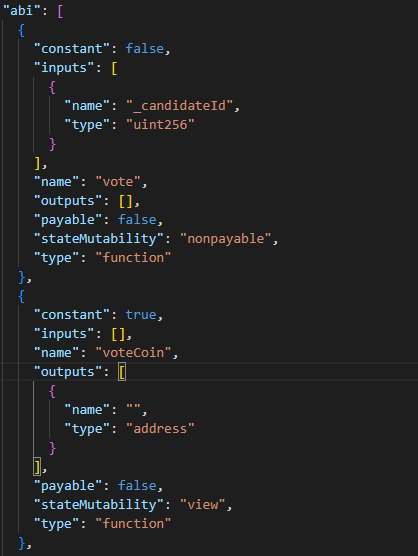 "abi": [
{
"constant": false,
"inputs": [
{
"name": "_candidateId",
"type": "uint256"
}
],
"name": "vote",
"outputs": [],
"payable": false,
"stateMutability": "nonpayable",
"type": "function"
},
{
"constant": true,
"inputs": [],
"name": "voteCoin",
"outputs": [
{
"name": "",
"type": "address"
}
],
"payable": false,
"stateMutability": "view",
"type": "function"
},